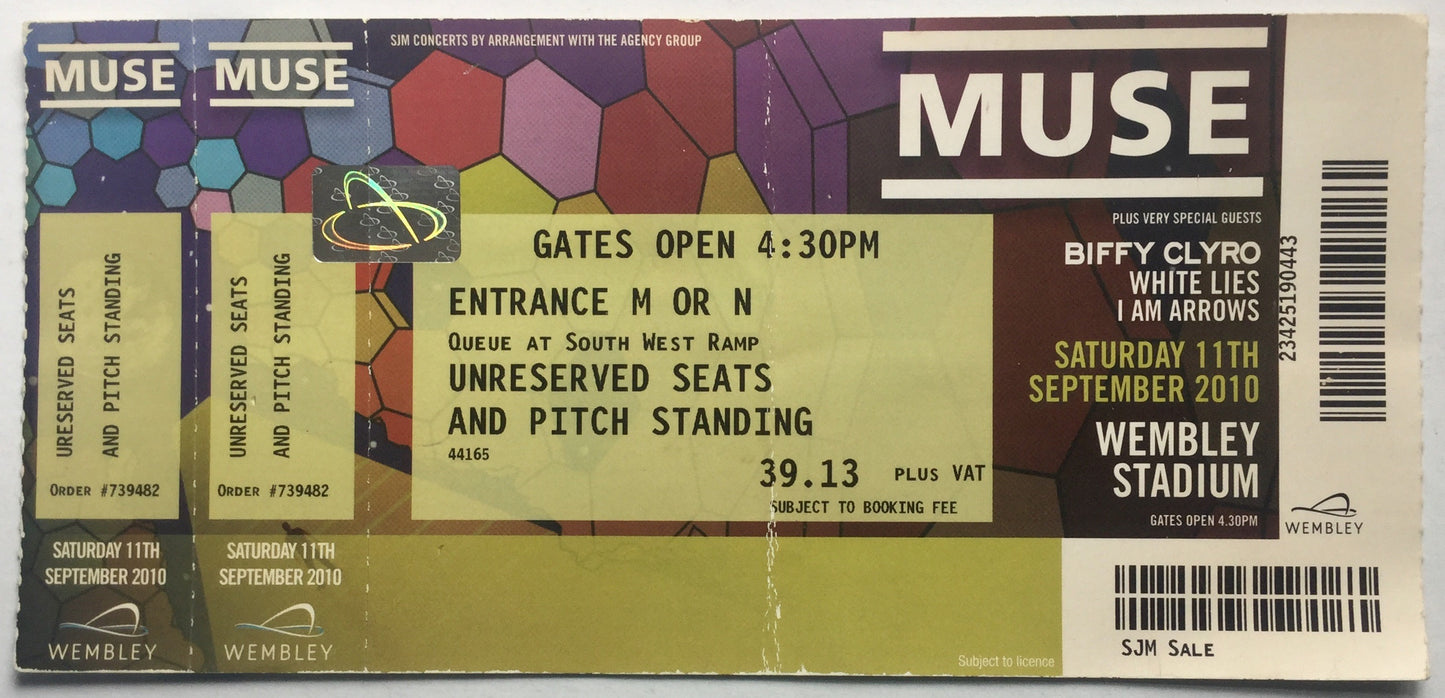 MUSE
URESERVED SEATS
AND PITCH STANDING
ORDER #739482
SATURDAY 11TH
SEPTEMBER 2010
WEMBLEY
MUSE
UNRESERVED SEATS
AND PITCH STANDING
ORDER #739482
SATURDAY 11TH
SEPTEMBER 2010
WEMBLEY
SJM CONCERTS BY ARRANGEMENT WITH THE AGENCY GROUP
GATES OPEN 4:30PM
ENTRANCE M OR N
QUEUE AT SOUTH WEST RAMP
UNRESERVED SEATS
AND PITCH STANDING
44165
39.13 PLUS VAT
SUBJECT TO BOOKING FEE
Subject to licence
MUSE
PLUS VERY SPECIAL GUESTS
BIFFY CLYRO
WHITE LIES
I AM ARROWS
SATURDAY 11TH
SEPTEMBER 2010
WEMBLEY
STADIUM
GATES OPEN 4.30PM
23425190443
WEMBLEY
SJM SALE